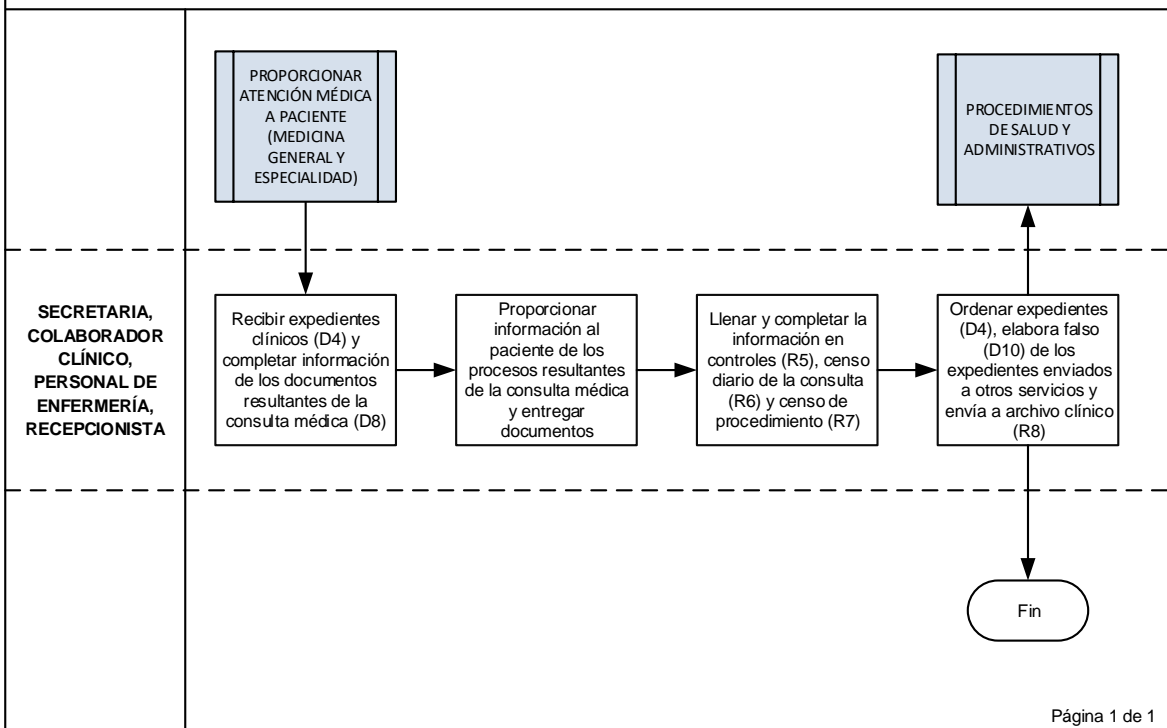 PROPORCIONAR
ATENCIÓN MÉDICA
A PACIENTE
(MEDICINA
GENERAL Y
ESPECIALIDAD)
PROCEDIMIENTOS
DE SALUD Y
ADMINISTRATIVOS
SECRETARIA,
COLABORADOR
CLÍNICO,
PERSONAL DE
ENFERMERÍA,
RECEPCIONISTA
Recibir expedientes
clínicos (D4) y
completar información
de los documentos
resultantes de la
consulta médica (D8)
Proporcionar
información al
paciente de los
procesos resultantes
de la consulta médica
y entregar
documentos
Llenar y completar la
información en
controles (R5), censo
diario de la consulta
(R6) y censo de
procedimiento (R7)
Ordenar expedientes
(D4), elabora falso
(D10) de los
expedientes enviados
a otros servicios y
envía a archivo clínico
(R8)
Fin
Página 1 de 1